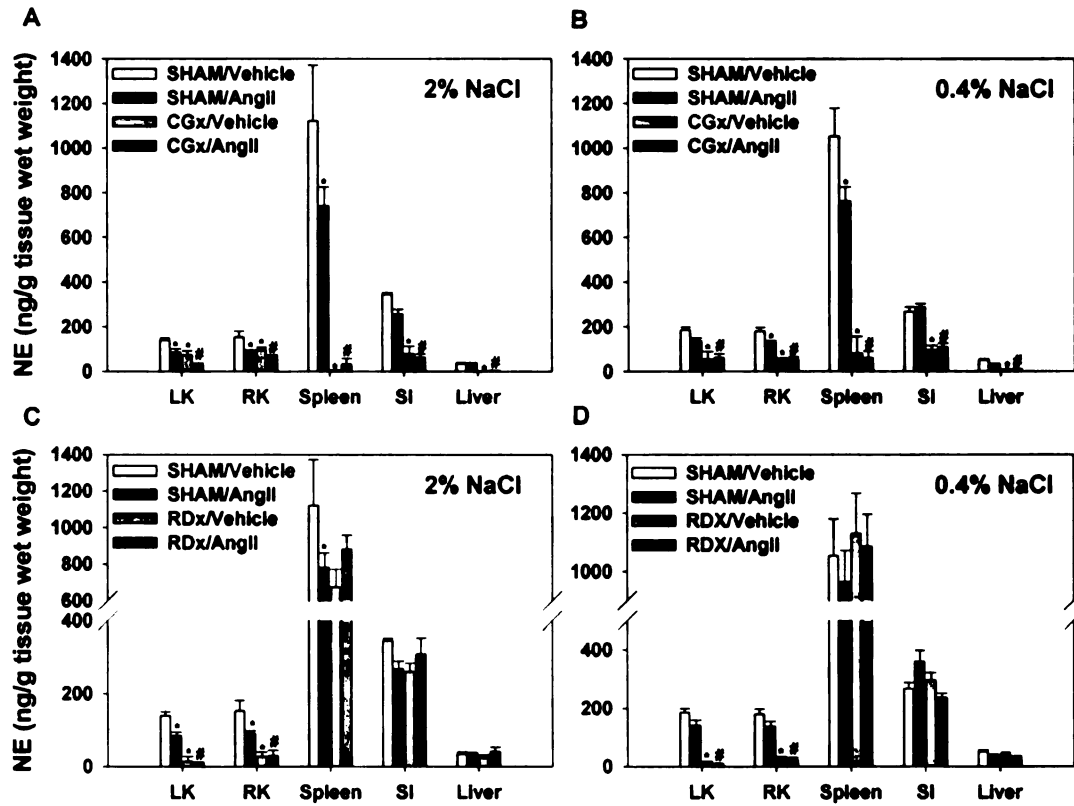 A
NE (ng/g tissue wet weight)
1400
1200
1000
800
600
400
200
0
SHAM/Vehicle
SHAM/AngII
CGx/Vehicle
CGx/AngII
2% NaCl
LK RK Spleen SI Liver
B
1400
1200
1000
800
600
400
200
0
SHAM/Vehicle
SHAM/AngII
CGx/Vehicle
CGx/AngII
0.4% NaCl
LK RK Spleen SI Liver
C
NE (ng/g tissue wet weight)
1400
1200
1000
800
600
400
200
0
SHAM/Vehicle
SHAM/AngII
RDx/Vehicle
RDx/AngII
2% NaCl
LK RK Spleen SI Liver
D
1400
1200
1000
400
200
0
SHAM/Vehicle
SHAM/AngII
RDX/Vehicle
RDX/AngII
0.4% NaCl
LK RK Spleen SI Liver